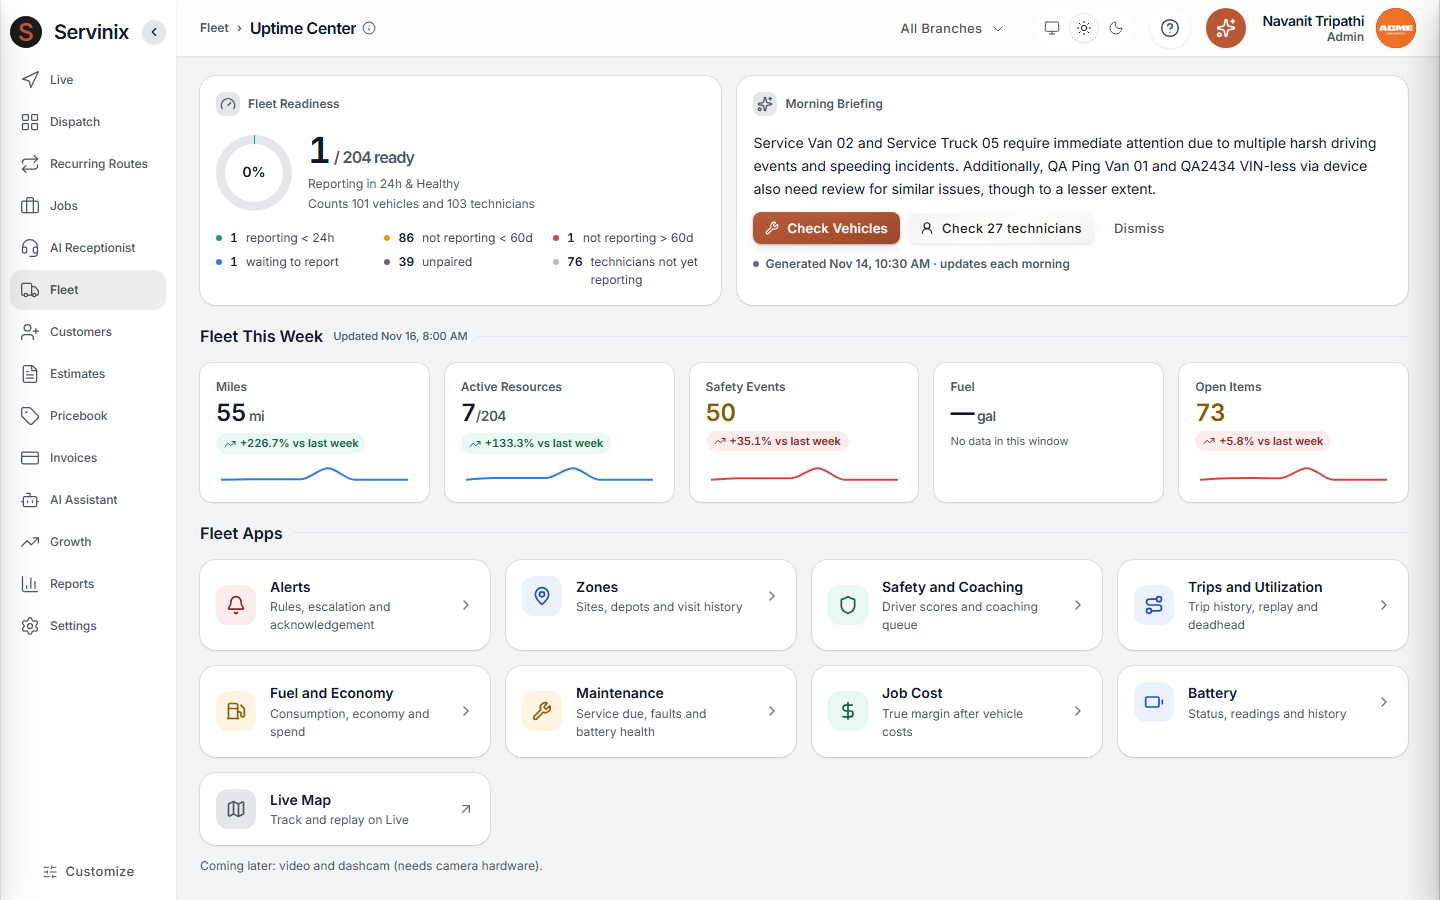 S Servinix
Live
Dispatch
Recurring Routes
Jobs
AI Receptionist
Fleet
Customers
Estimates
Pricebook
Invoices
AI Assistant
Growth
Reports
Settings
Customize
Fleet › Uptime Center
All Branches
Navanit Tripathi
Admin
ACME
Fleet Readiness
0%
1 / 204 ready
Reporting in 24h & Healthy
Counts 101 vehicles and 103 technicians
1 reporting < 24h
86 not reporting < 60d
1 not reporting > 60d
1 waiting to report
39 unpaired
76 technicians not yet
reporting
Morning Briefing
Service Van 02 and Service Truck 05 require immediate attention due to multiple harsh driving
events and speeding incidents. Additionally, QA Ping Van 01 and QA2434 VIN-less via device
also need review for similar issues, though to a lesser extent.
Check Vehicles
Check 27 technicians
Dismiss
Generated Nov 14, 10:30 AM · updates each morning
Fleet This Week Updated Nov 16, 8:00 AM
Miles
55 mi
+226.7% vs last week
Active Resources
7/204
+133.3% vs last week
Safety Events
50
+35.1% vs last week
Fuel
— gal
No data in this window
Open Items
73
+5.8% vs last week
Fleet Apps
Alerts
Rules, escalation and
acknowledgement
Zones
Sites, depots and visit history
Safety and Coaching
Driver scores and coaching
queue
Trips and Utilization
Trip history, replay and
deadhead
Fuel and Economy
Consumption, economy and
spend
Maintenance
Service due, faults and
battery health
Job Cost
True margin after vehicle
costs
Battery
Status, readings and history
Live Map
Track and replay on Live
Coming later: video and dashcam (needs camera hardware).